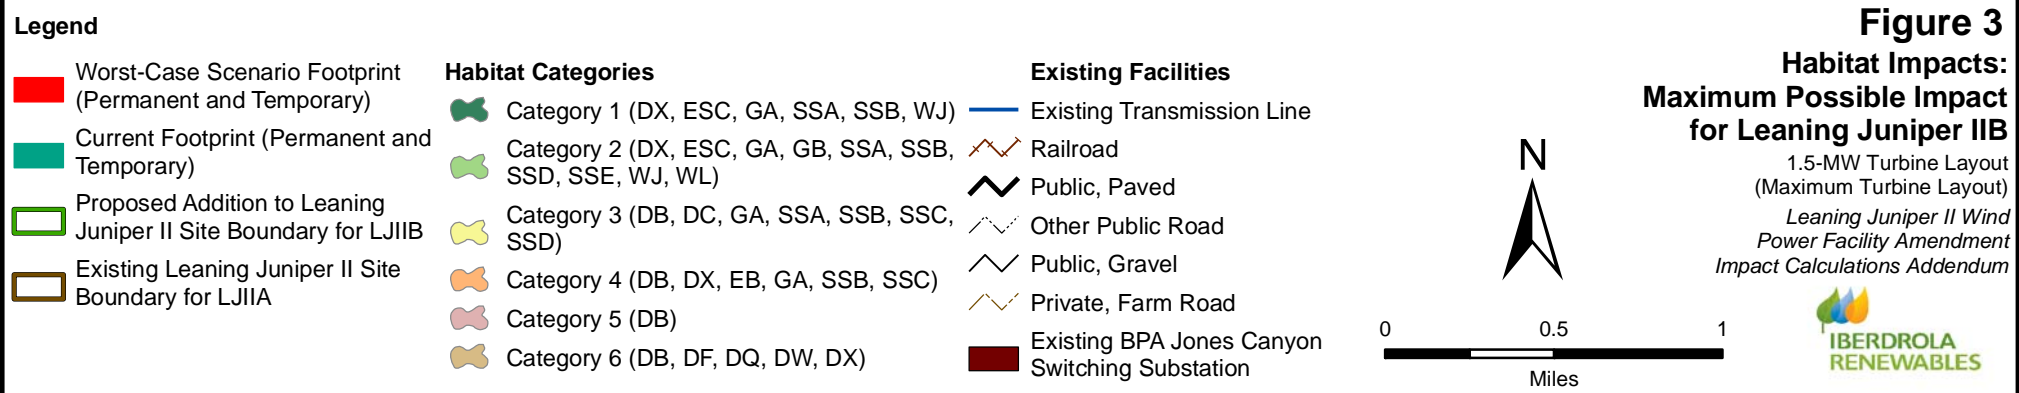 Legend
Worst-Case Scenario Footprint
(Permanent and Temporary)
Current Footprint (Permanent and
Temporary)
Proposed Addition to Leaning
Juniper II Site Boundary for LJIIB
Existing Leaning Juniper II Site
Boundary for LJIIA
Habitat Categories
Category 1 (DX, ESC, GA, SSA, SSB, WJ)
Category 2 (DX, ESC, GA, GB, SSA, SSB,
SSD, SSE, WJ, WL)
Category 3 (DB, DC, GA, SSA, SSB, SSC,
SSD)
Category 4 (DB, DX, EB, GA, SSB, SSC)
Category 5 (DB)
Category 6 (DB, DF, DQ, DW, DX)
Existing Facilities
Existing Transmission Line
Railroad
Public, Paved
Other Public Road
Public, Gravel
Private, Farm Road
Existing BPA Jones Canyon
Switching Substation
N
0 0.5 1
Miles
Figure 3
Habitat Impacts:
Maximum Possible Impact
for Leaning Juniper IIB
1.5-MW Turbine Layout
(Maximum Turbine Layout)
Leaning Juniper II Wind
Power Facility Amendment
Impact Calculations Addendum
IBERDROLA
RENEWABLES